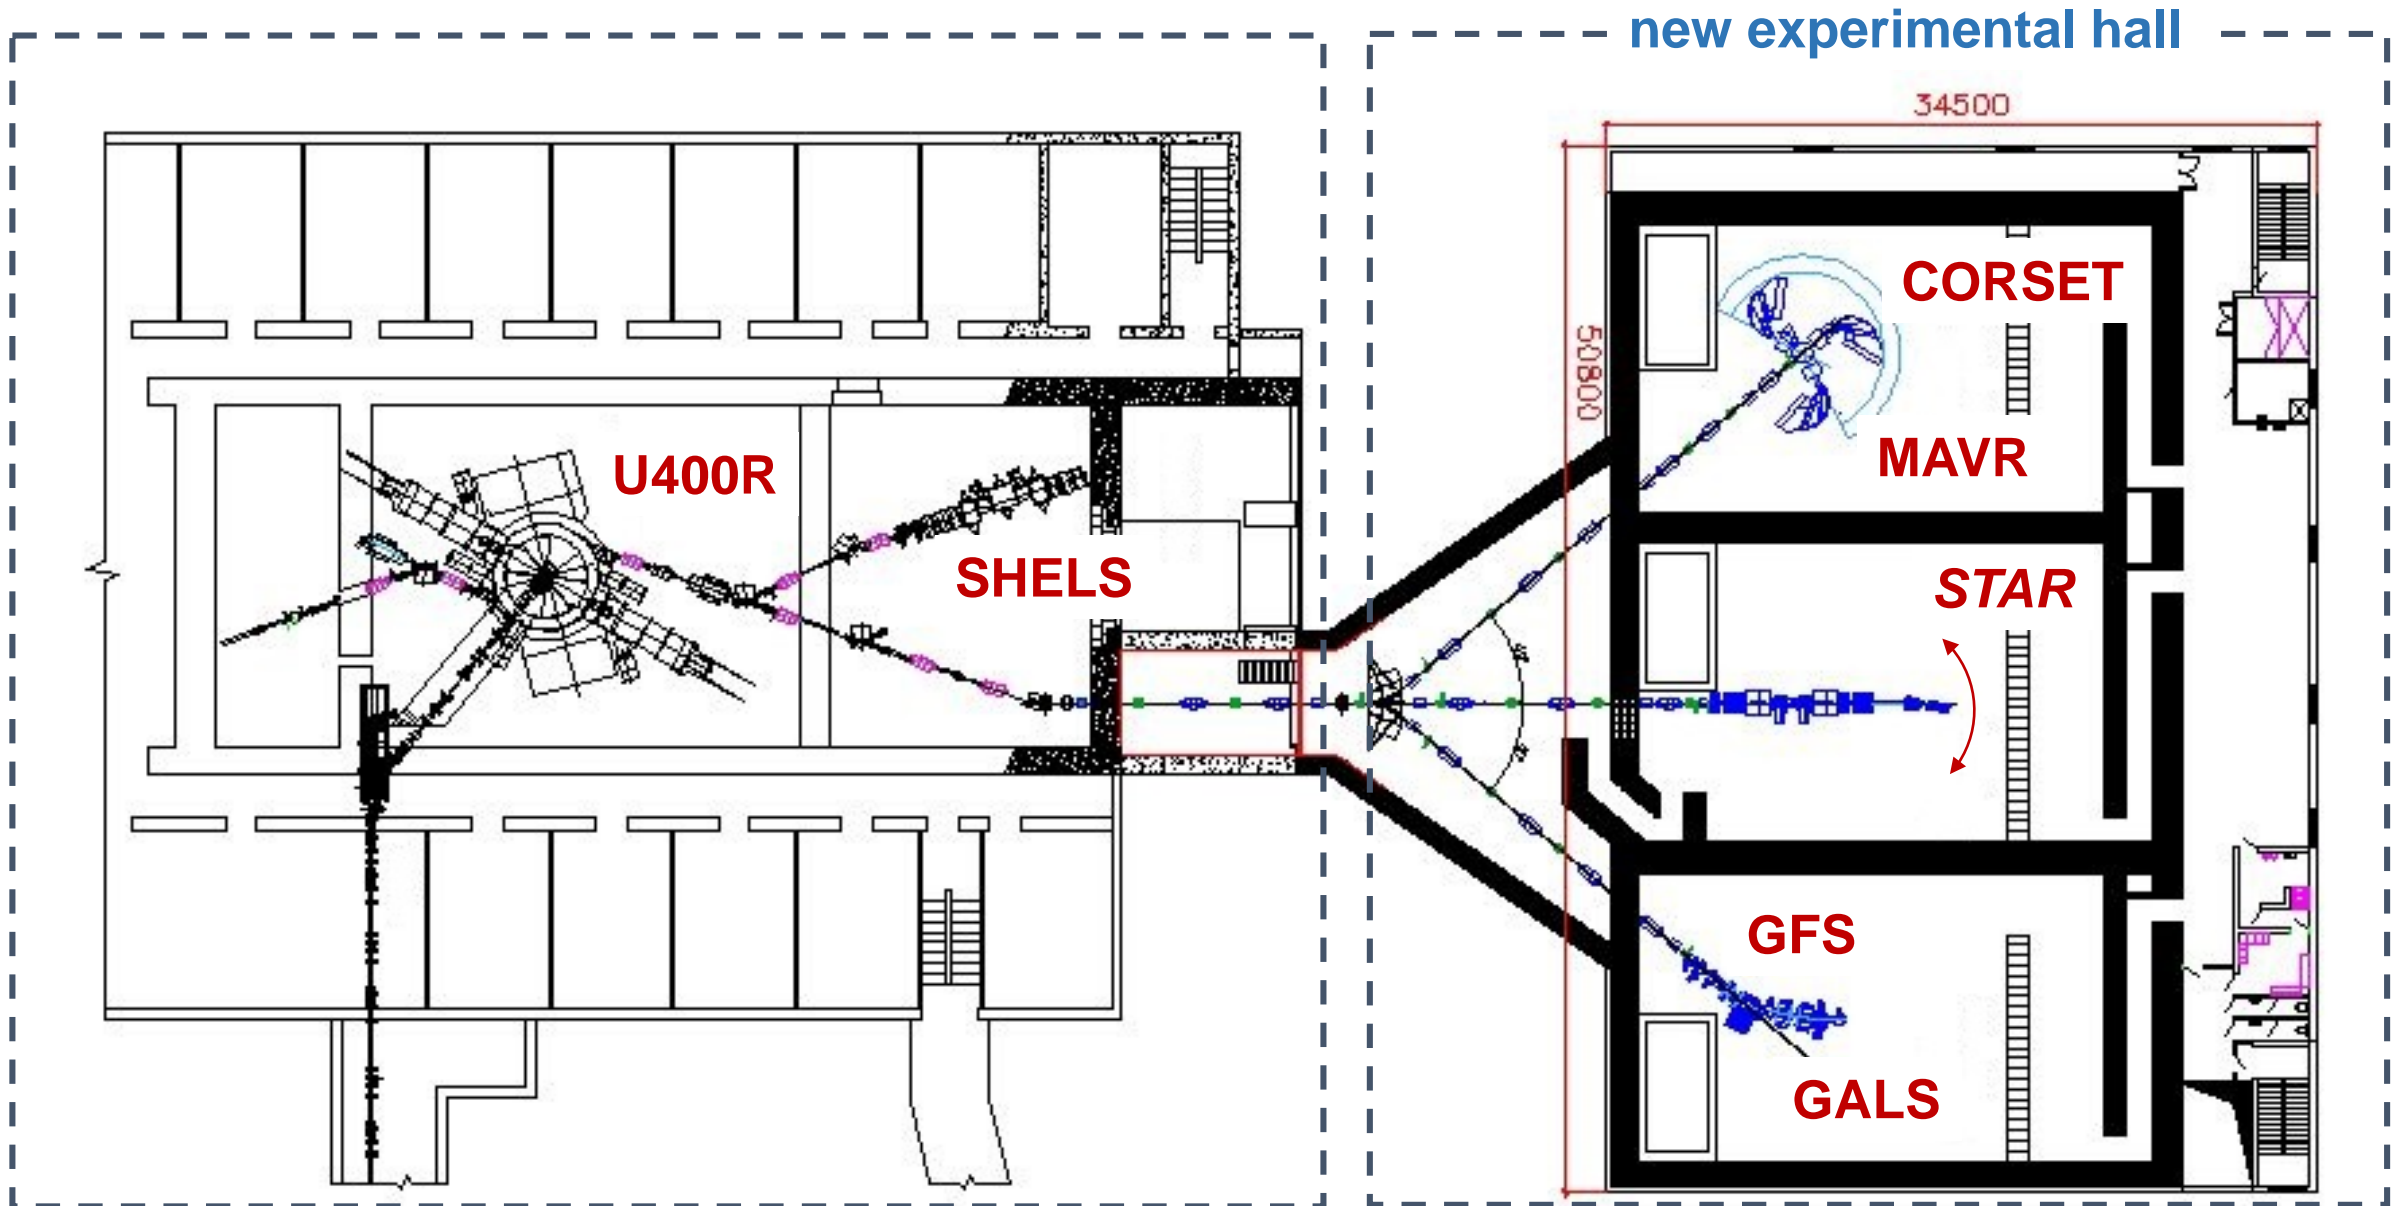 new experimental hall
34500
50800
CORSET
MAVR
U400R
SHELS
STAR
GFS
GALS